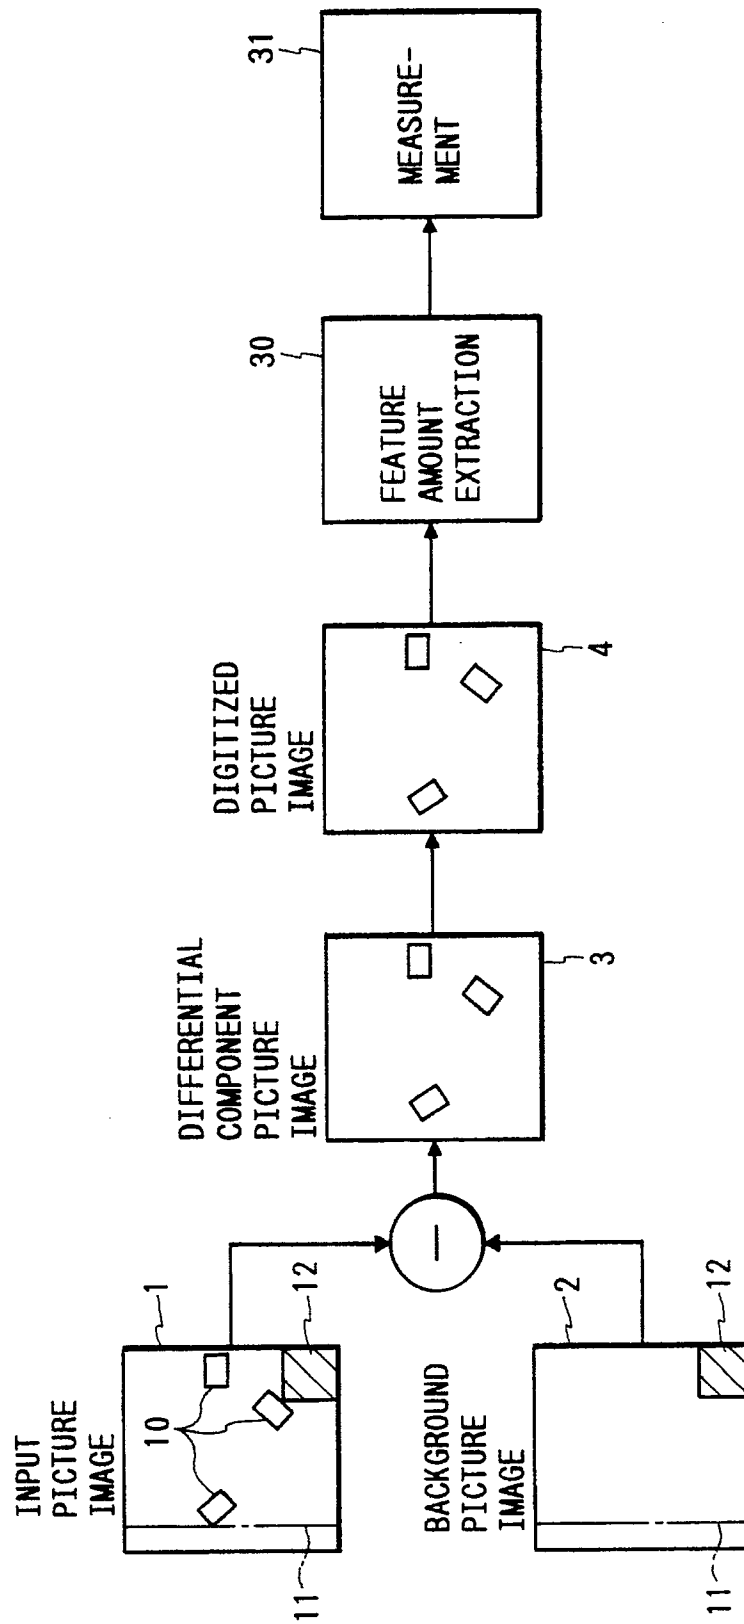 INPUT
PICTURE
IMAGE
1
10
11
12
BACKGROUND
PICTURE
IMAGE
2
11
12
—
DIFFERENTIAL
COMPONENT
PICTURE
IMAGE
3
DIGITIZED
PICTURE
IMAGE
4
FEATURE
AMOUNT
EXTRACTION
30
MEASURE-
MENT
31